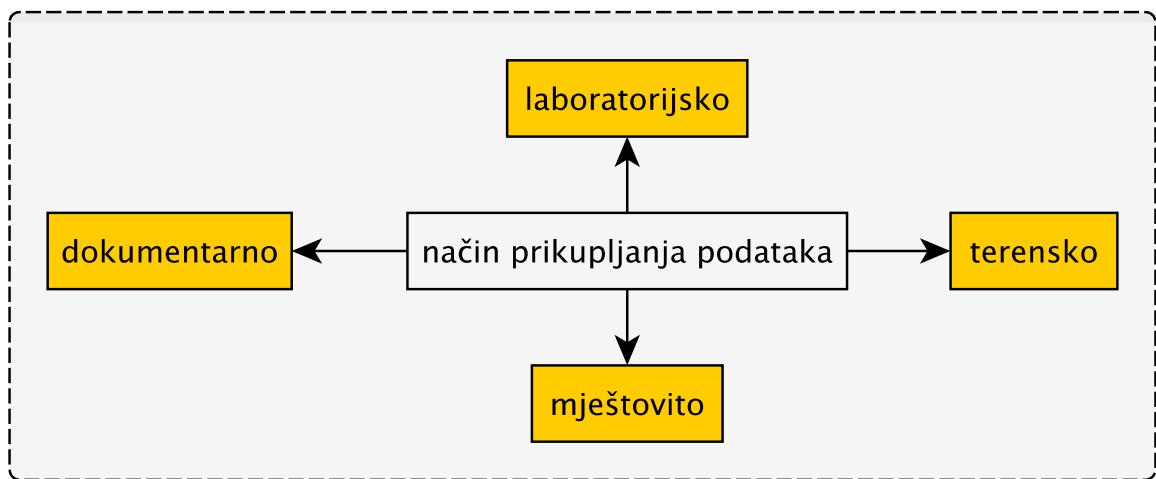 laboratorijsko
dokumentarno
način prikupljanja podataka
terensko
mještovito